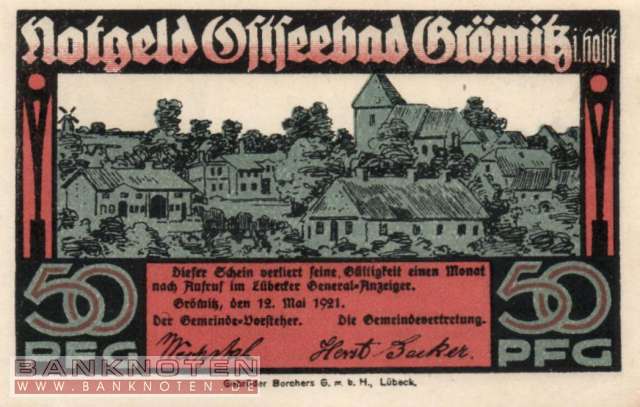 Notgeld Ostseebad Grömitz i. Holst
Dieser Schein verliert seine Gültigkeit einen Monat
nach Aufruf im Lübecker General-Anzeiger.
Grömitz, den 12. Mai 1921.
Der Gemeinde-Vorsteher. Die Gemeindevertretung.
50 50
PFG PFG
BANKNOTEN
WWW.BANKNOTEN.DE
Gebrüder Borchers G. m. b. H., Lübeck.